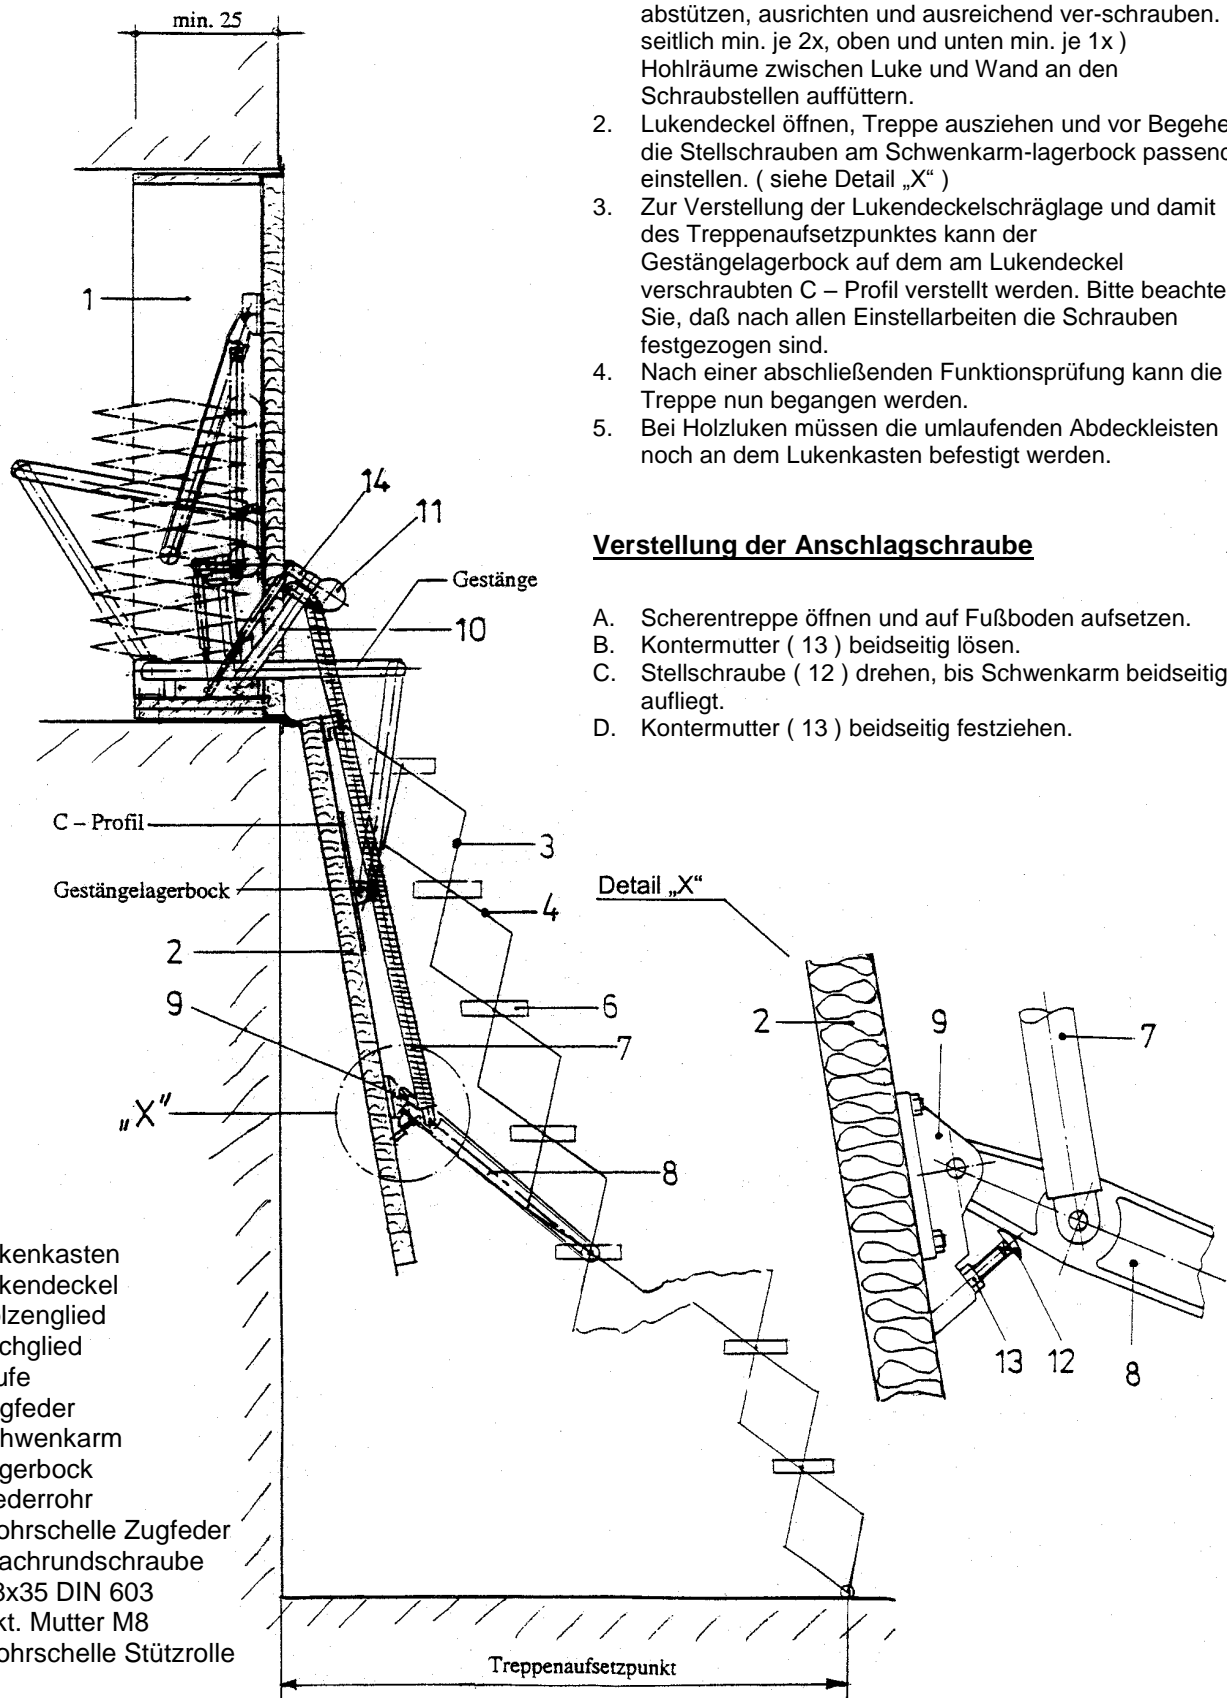 min. 25
abstützen, ausrichten und ausreichend ver-schrauben.
seitlich min. je 2x, oben und unten min. je 1x )
Hohlräume zwischen Luke und Wand an den
Schraubstellen auffüttern.
2. Lukendeckel öffnen, Treppe ausziehen und vor Begehe
die Stellschrauben am Schwenkarm-lagerbock passend
einstellen. ( siehe Detail „X“ )
3. Zur Verstellung der Lukendeckelschräglage und damit
des Treppenaufsetzpunktes kann der
Gestängelagerbock auf dem am Lukendeckel
verschraubten C – Profil verstellt werden. Bitte beachte
Sie, daß nach allen Einstellarbeiten die Schrauben
festgezogen sind.
4. Nach einer abschließenden Funktionsprüfung kann die
Treppe nun begangen werden.
5. Bei Holzluken müssen die umlaufenden Abdeckleisten
noch an dem Lukenkasten befestigt werden.
Verstellung der Anschlagschraube
A. Scherentreppe öffnen und auf Fußboden aufsetzen.
B. Kontermutter ( 13 ) beidseitig lösen.
C. Stellschraube ( 12 ) drehen, bis Schwenkarm beidseitig
aufliegt.
D. Kontermutter ( 13 ) beidseitig festziehen.
1
14
11
Gestänge
10
C – Profil
3
Gestängelagerbock
4
2
9
6
7
„X“
8
Detail „X“
2
9
7
13
12
8
kenkasten
kendeckel
olzenglied
chglied
ufe
gfeder
hwenkarm
gerbock
ederrohr
ohrschelle Zugfeder
achrundschraube
8x35 DIN 603
kt. Mutter M8
ohrschelle Stützrolle
Treppenaufsetzpunkt